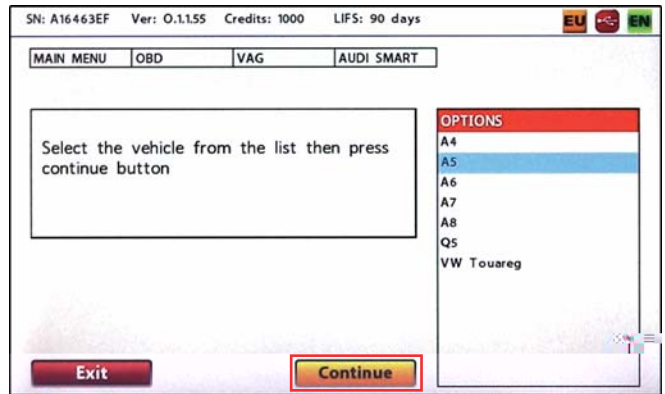 SN: A16463EF Ver: 0.1.1.55 Credits: 1000 LIFS: 90 days EU EN
MAIN MENU OBD VAG AUDI SMART
Select the vehicle from the list then press
continue button
OPTIONS
A4
A5
A6
A7
A8
Q5
VW Touareg
Exit Continue